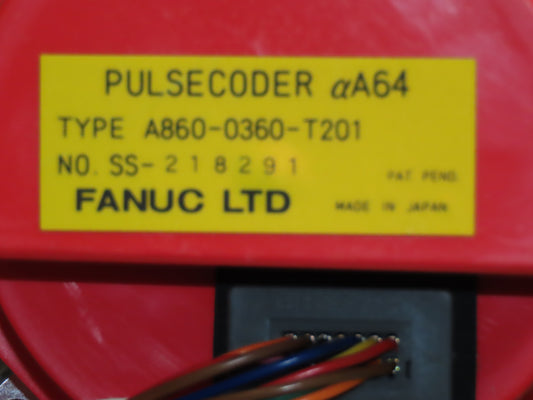 PULSECODER αA64
TYPE A860-0360-T201
NO. SS-218291
PAT. PEND.
FANUC LTD
MADE IN JAPAN